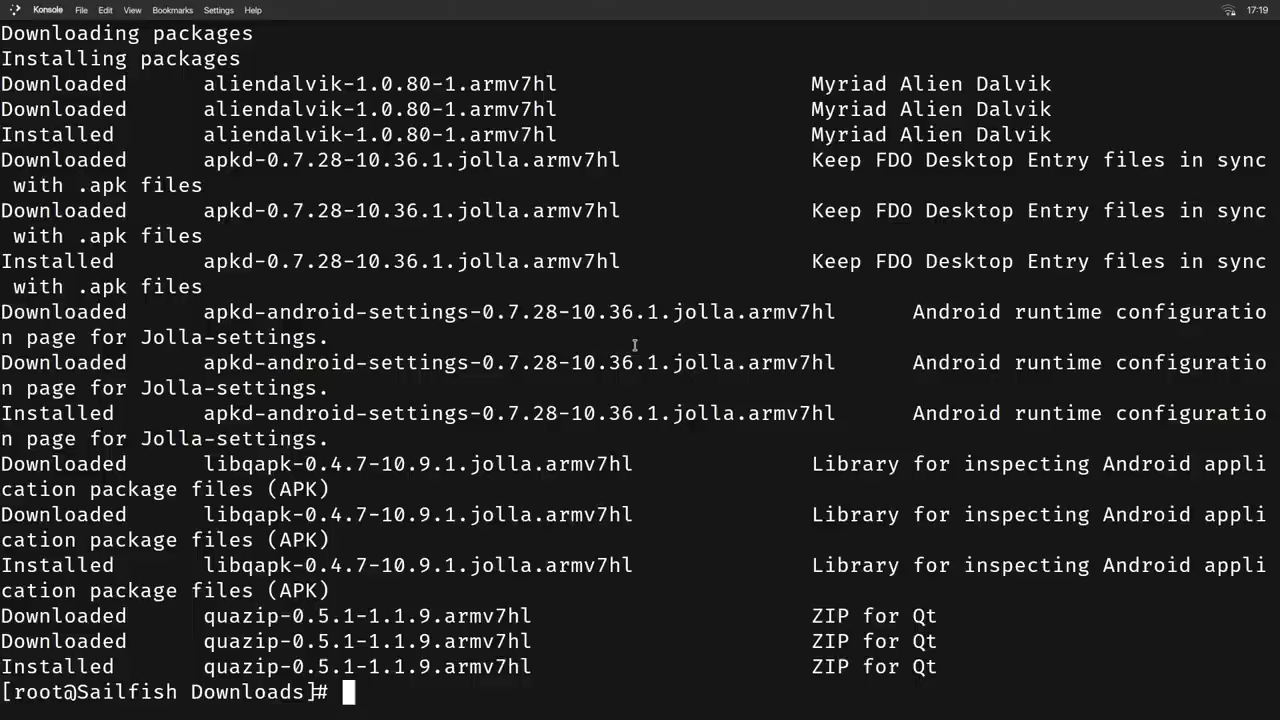 Konsole File Edit View Bookmarks Settings Help 17:19
Downloading packages
Installing packages
Downloaded aliendalvik-1.0.80-1.armv7hl Myriad Alien Dalvik
Downloaded aliendalvik-1.0.80-1.armv7hl Myriad Alien Dalvik
Installed aliendalvik-1.0.80-1.armv7hl Myriad Alien Dalvik
Downloaded apkd-0.7.28-10.36.1.jolla.armv7hl Keep FDO Desktop Entry files in sync
with .apk files
Downloaded apkd-0.7.28-10.36.1.jolla.armv7hl Keep FDO Desktop Entry files in sync
with .apk files
Installed apkd-0.7.28-10.36.1.jolla.armv7hl Keep FDO Desktop Entry files in sync
with .apk files
Downloaded apkd-android-settings-0.7.28-10.36.1.jolla.armv7hl Android runtime configuratio
n page for Jolla-settings.
Downloaded apkd-android-settings-0.7.28-10.36.1.jolla.armv7hl Android runtime configuratio
n page for Jolla-settings.
Installed apkd-android-settings-0.7.28-10.36.1.jolla.armv7hl Android runtime configuratio
n page for Jolla-settings.
Downloaded libqapk-0.4.7-10.9.1.jolla.armv7hl Library for inspecting Android appli
cation package files (APK)
Downloaded libqapk-0.4.7-10.9.1.jolla.armv7hl Library for inspecting Android appli
cation package files (APK)
Installed libqapk-0.4.7-10.9.1.jolla.armv7hl Library for inspecting Android appli
cation package files (APK)
Downloaded quazip-0.5.1-1.1.9.armv7hl ZIP for Qt
Downloaded quazip-0.5.1-1.1.9.armv7hl ZIP for Qt
Installed quazip-0.5.1-1.1.9.armv7hl ZIP for Qt
[root@Sailfish Downloads]#